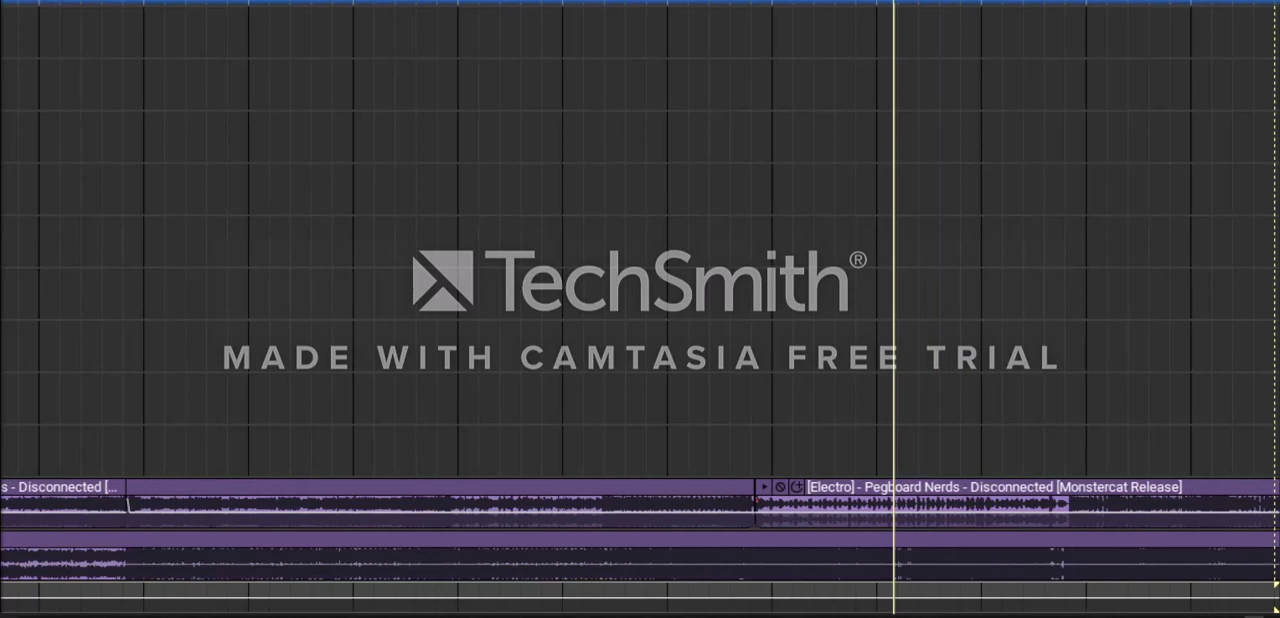 TechSmith®
MADE WITH CAMTASIA FREE TRIAL
s - Disconnected [...
[Electro] - Pegboard Nerds - Disconnected [Monstercat Release]